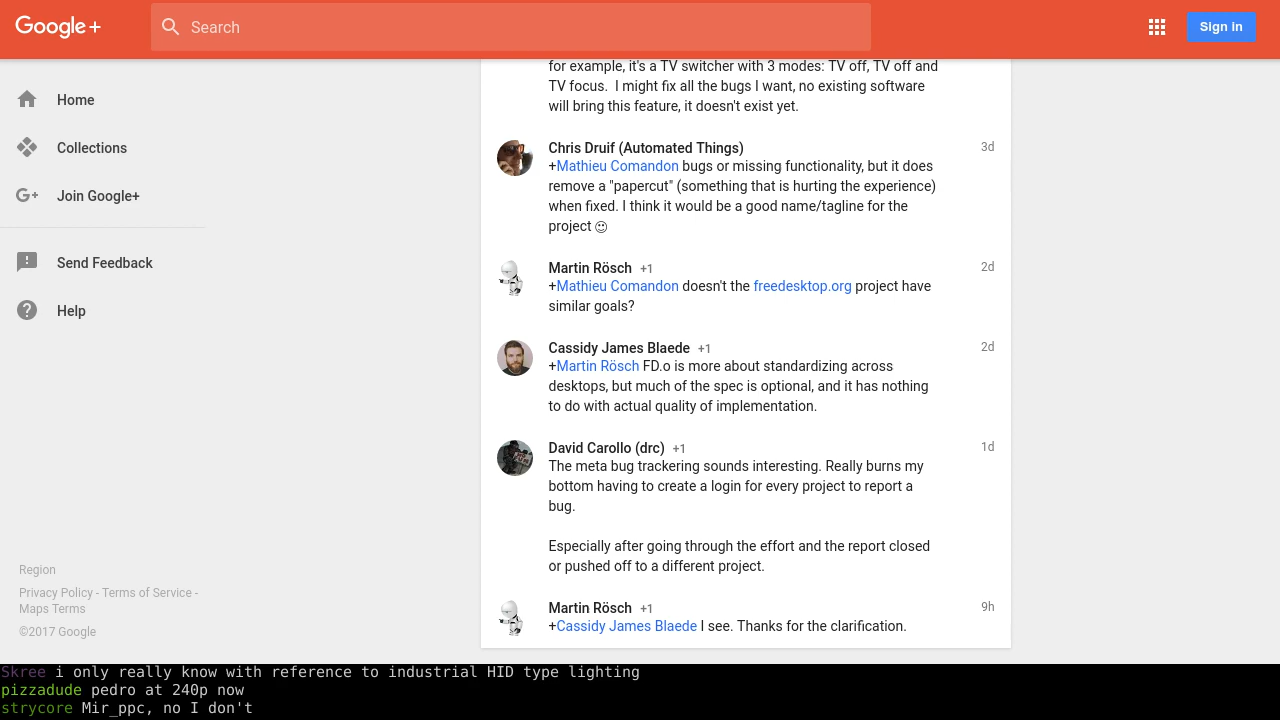 Google+
Search
Sign in
Home
Collections
Join Google+
Send Feedback
Help
Region
Privacy Policy - Terms of Service -
Maps Terms
©2017 Google
for example, it's a TV switcher with 3 modes: TV off, TV off and
TV focus.  I might fix all the bugs I want, no existing software
will bring this feature, it doesn't exist yet.
Chris Druif (Automated Things) 3d
+Mathieu Comandon bugs or missing functionality, but it does
remove a "papercut" (something that is hurting the experience)
when fixed. I think it would be a good name/tagline for the
project 🙂
Martin Rösch +1 2d
+Mathieu Comandon doesn't the freedesktop.org project have
similar goals?
Cassidy James Blaede +1 2d
+Martin Rösch FD.o is more about standardizing across
desktops, but much of the spec is optional, and it has nothing
to do with actual quality of implementation.
David Carollo (drc) +1 1d
The meta bug trackering sounds interesting. Really burns my
bottom having to create a login for every project to report a
bug.
Especially after going through the effort and the report closed
or pushed off to a different project.
Martin Rösch +1 9h
+Cassidy James Blaede I see. Thanks for the clarification.
Skree i only really know with reference to industrial HID type lighting
pizzadude pedro at 240p now
strycore Mir_ppc, no I don't